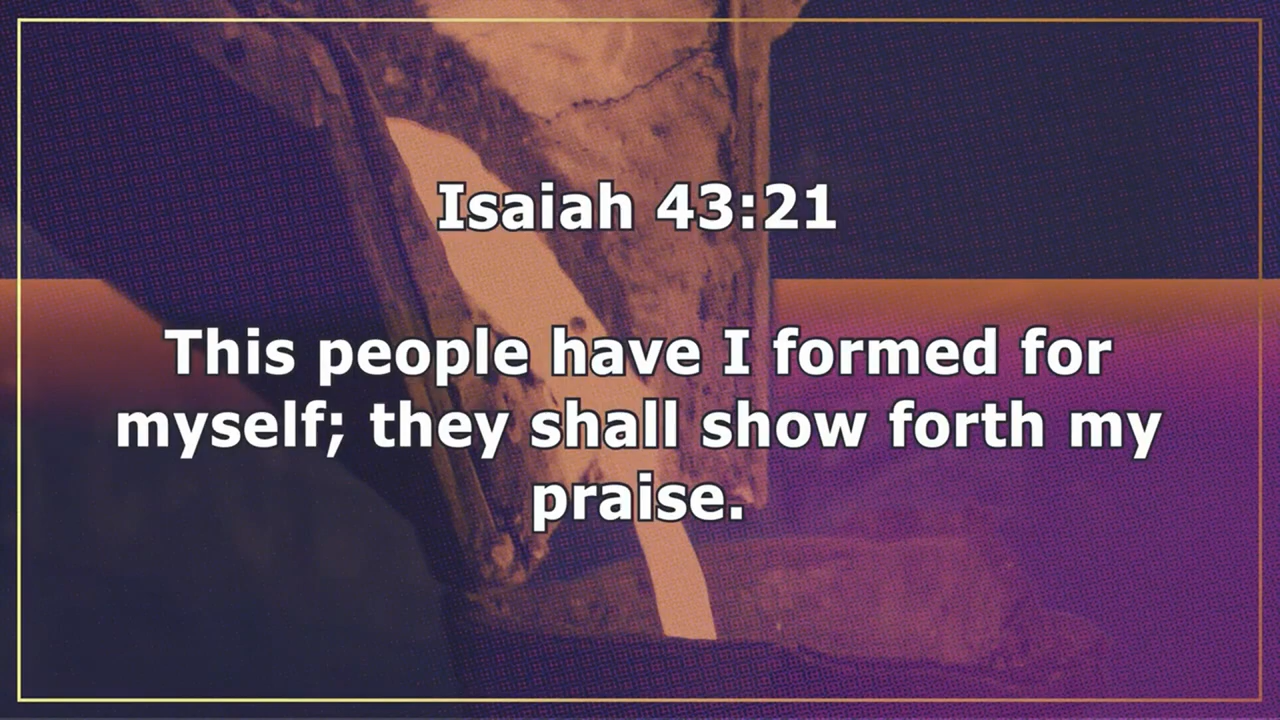 Isaiah 43:21
This people have I formed for
myself; they shall show forth my
praise.